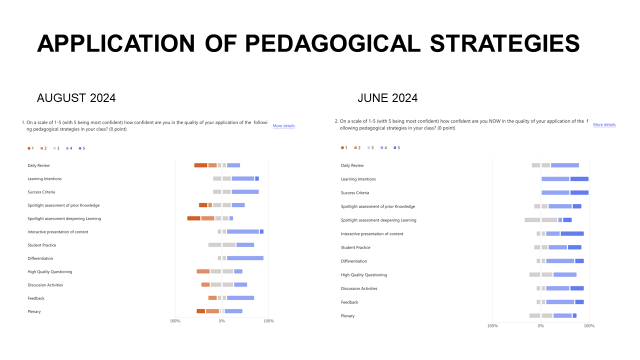 APPLICATION OF PEDAGOGICAL STRATEGIES
AUGUST 2024
1. On a scale of 1-5 (with 5 being most confident) how confident are you in the quality of your application of the followi
ng pedagogical strategies in your class? (0 point)
More details
1 2 3 4 5
Daily Review
Learning Intentions
Success Criteria
Spotlight assessment of prior Knowledge
Spotlight assessment deepening Learning
Interactive presentation of content
Student Practice
Differentiation
High Quality Questioning
Discussion Activities
Feedback
Plenary
100% 0% 100%
JUNE 2024
2. On a scale of 1-5 (with 5 being most confident) how confident are you NOW in the quality of your application of the f
ollowing pedagogical strategies in your class? (0 point)
More details
1 2 3 4 5
Daily Review
Learning Intentions
Success Criteria
Spotlight assessment of prior Knowledge
Spotlight assessment deepening Learning
Interactive presentation of content
Student Practice
Differentiation
High Quality Questioning
Discussion Activities
Feedback
Plenary
100% 0% 100%